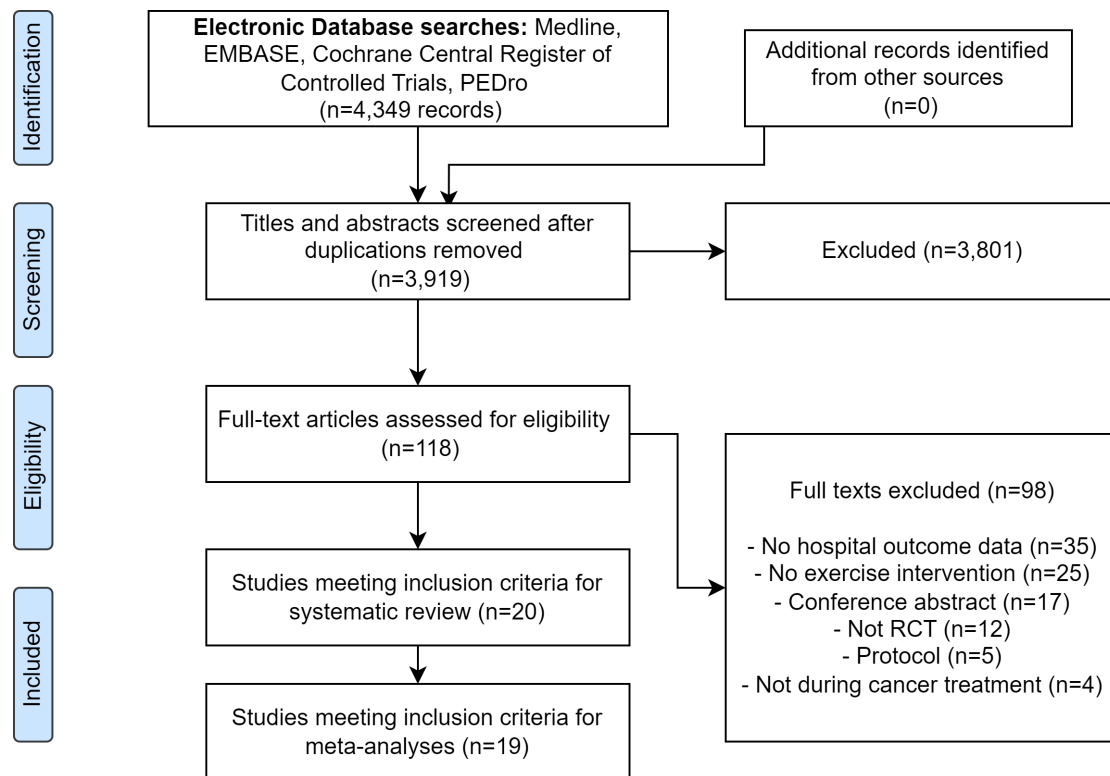 Identification
Electronic Database searches: Medline,
EMBASE, Cochrane Central Register of
Controlled Trials, PEDro
(n=4,349 records)
Additional records identified
from other sources
(n=0)
Screening
Titles and abstracts screened after
duplications removed
(n=3,919)
Excluded (n=3,801)
Eligibility
Full-text articles assessed for eligibility
(n=118)
Full texts excluded (n=98)
- No hospital outcome data (n=35)
- No exercise intervention (n=25)
- Conference abstract (n=17)
- Not RCT (n=12)
- Protocol (n=5)
- Not during cancer treatment (n=4)
Included
Studies meeting inclusion criteria for
systematic review (n=20)
Studies meeting inclusion criteria for
meta-analyses (n=19)